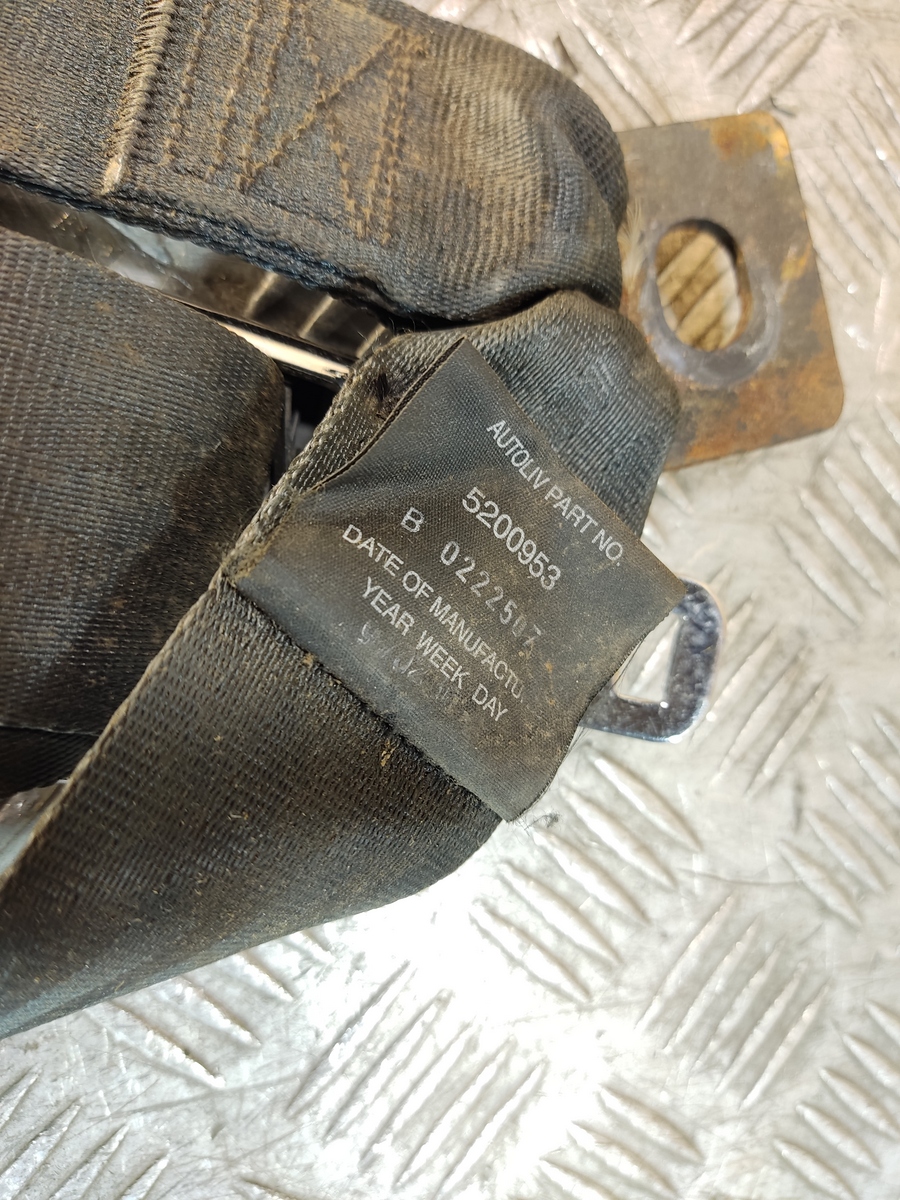 AUTOLIV PART NO.
5200953
B 0222507
DATE OF MANUFACTU
YEAR WEEK DAY